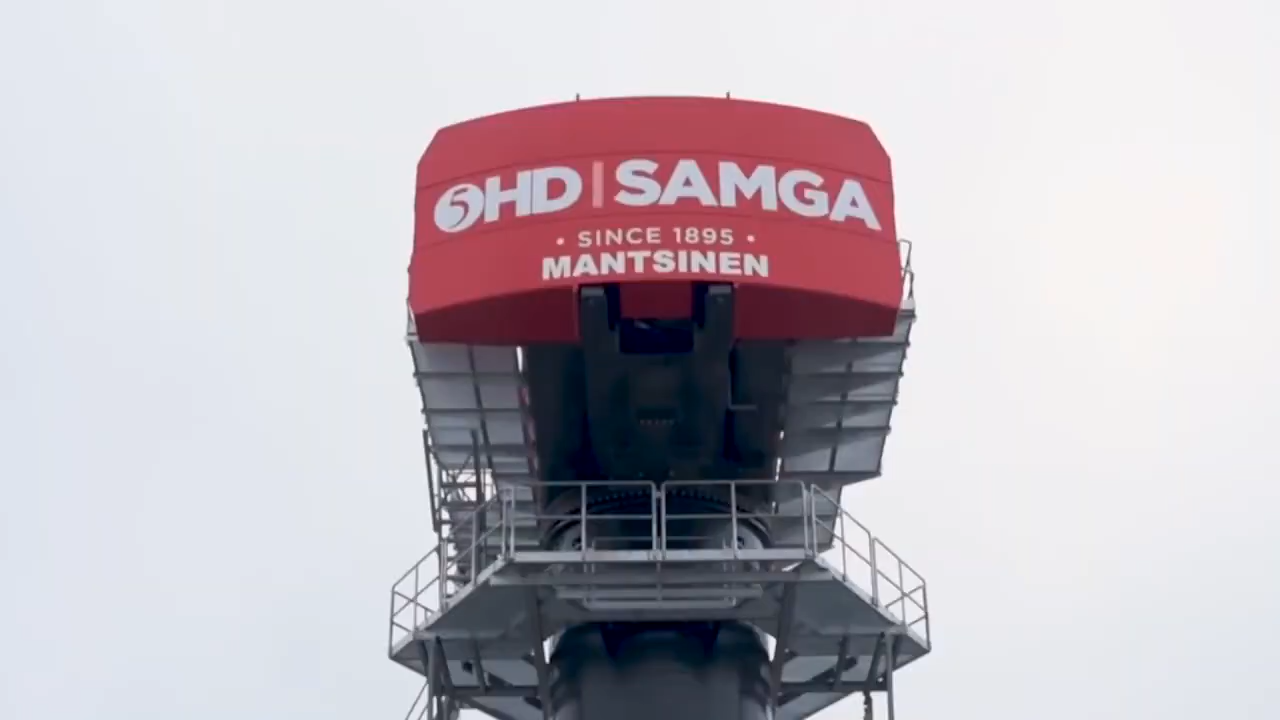 5HD | SAMGA
• SINCE 1895 •
MANTSINEN